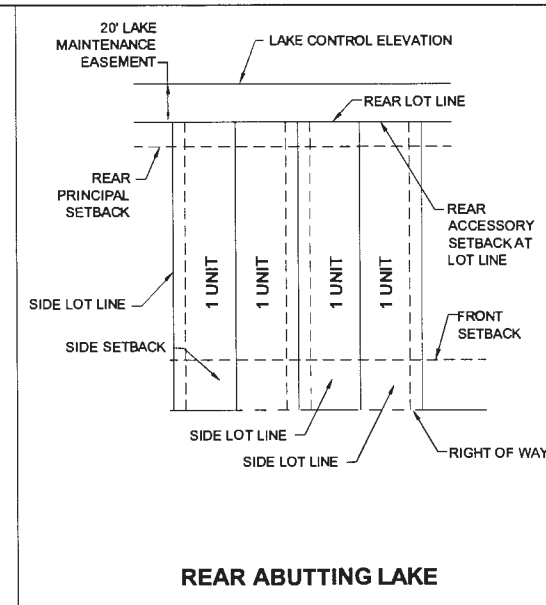 20' LAKE
MAINTENANCE
EASEMENT
LAKE CONTROL ELEVATION
REAR LOT LINE
REAR
PRINCIPAL
SETBACK
REAR
ACCESSORY
SETBACK AT
LOT LINE
1 UNIT
1 UNIT
1 UNIT
1 UNIT
SIDE LOT LINE
FRONT
SETBACK
SIDE SETBACK
SIDE LOT LINE
SIDE LOT LINE
RIGHT OF WAY
REAR ABUTTING LAKE